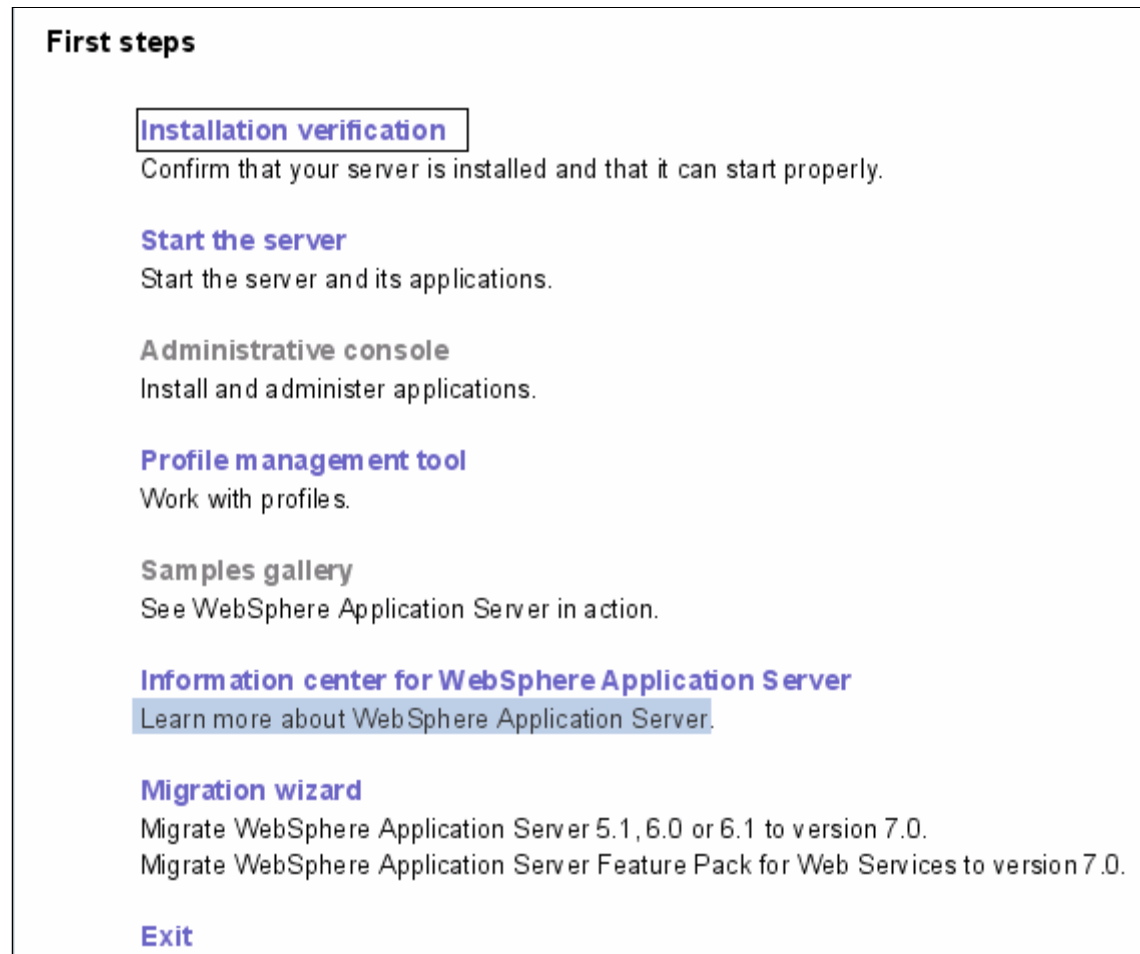 First steps
Installation verification
Confirm that your server is installed and that it can start properly.
Start the server
Start the server and its applications.
Administrative console
Install and administer applications.
Profile management tool
Work with profiles.
Samples gallery
See WebSphere Application Server in action.
Information center for WebSphere Application Server
Learn more about WebSphere Application Server.
Migration wizard
Migrate WebSphere Application Server 5.1, 6.0 or 6.1 to version 7.0.
Migrate WebSphere Application Server Feature Pack for Web Services to version 7.0.
Exit